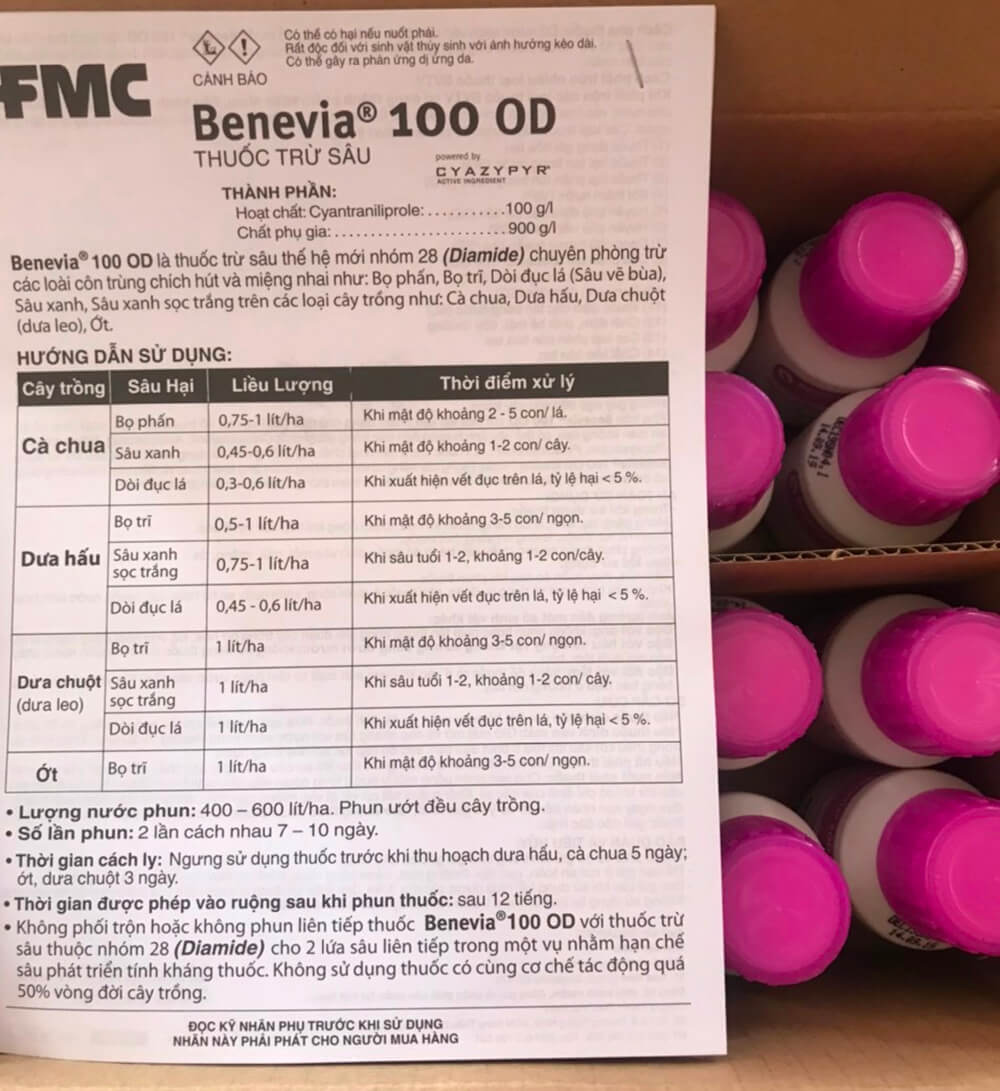 Có thể có hại nếu nuốt phải.
Rất độc đối với sinh vật thủy sinh với ảnh hưởng kéo dài.
Có thể gây ra phản ứng dị ứng da.
CẢNH BÁO
FMC
Benevia® 100 OD
THUỐC TRỪ SÂU
powered by
CYAZYPYR®
ACTIVE INGREDIENT
THÀNH PHẦN:
Hoạt chất: Cyantraniliprole: ...........100 g/l
Chất phụ gia: ........................900 g/l
Benevia® 100 OD là thuốc trừ sâu thế hệ mới nhóm 28 (Diamide) chuyên phòng trừ
các loài côn trùng chích hút và miệng nhai như: Bọ phấn, Bọ trĩ, Dòi đục lá (Sâu vẽ bùa),
Sâu xanh, Sâu xanh sọc trắng trên các loại cây trồng như: Cà chua, Dưa hấu, Dưa chuột
(dưa leo), Ớt.
HƯỚNG DẪN SỬ DỤNG:
Cây trồng Sâu Hại Liều Lượng Thời điểm xử lý
Cà chua
Bọ phấn 0,75-1 lít/ha Khi mật độ khoảng 2 - 5 con/ lá.
Sâu xanh 0,45-0,6 lít/ha Khi mật độ khoảng 1-2 con/ cây.
Dòi đục lá 0,3-0,6 lít/ha Khi xuất hiện vết đục trên lá, tỷ lệ hại < 5 %.
Dưa hấu
Bọ trĩ 0,5-1 lít/ha Khi mật độ khoảng 3-5 con/ ngọn.
Sâu xanh
sọc trắng 0,75-1 lít/ha Khi sâu tuổi 1-2, khoảng 1-2 con/cây.
Dòi đục lá 0,45 - 0,6 lít/ha Khi xuất hiện vết đục trên lá, tỷ lệ hại < 5 %.
Dưa chuột
(dưa leo)
Bọ trĩ 1 lít/ha Khi mật độ khoảng 3-5 con/ ngọn.
Sâu xanh
sọc trắng 1 lít/ha Khi sâu tuổi 1-2, khoảng 1-2 con/ cây.
Dòi đục lá 1 lít/ha Khi xuất hiện vết đục trên lá, tỷ lệ hại < 5 %.
Ớt Bọ trĩ 1 lít/ha Khi mật độ khoảng 3-5 con/ ngọn.
• Lượng nước phun: 400 – 600 lít/ha. Phun ướt đều cây trồng.
• Số lần phun: 2 lần cách nhau 7 – 10 ngày.
• Thời gian cách ly: Ngưng sử dụng thuốc trước khi thu hoạch dưa hấu, cà chua 5 ngày;
ớt, dưa chuột 3 ngày.
• Thời gian được phép vào ruộng sau khi phun thuốc: sau 12 tiếng.
• Không phối trộn hoặc không phun liên tiếp thuốc Benevia®100 OD với thuốc trừ
sâu thuộc nhóm 28 (Diamide) cho 2 lứa sâu liên tiếp trong một vụ nhằm hạn chế
sâu phát triển tính kháng thuốc. Không sử dụng thuốc có cùng cơ chế tác động quá
50% vòng đời cây trồng.
ĐỌC KỸ NHÃN PHỤ TRƯỚC KHI SỬ DỤNG
NHÃN NÀY PHẢI PHÁT CHO NGƯỜI MUA HÀNG